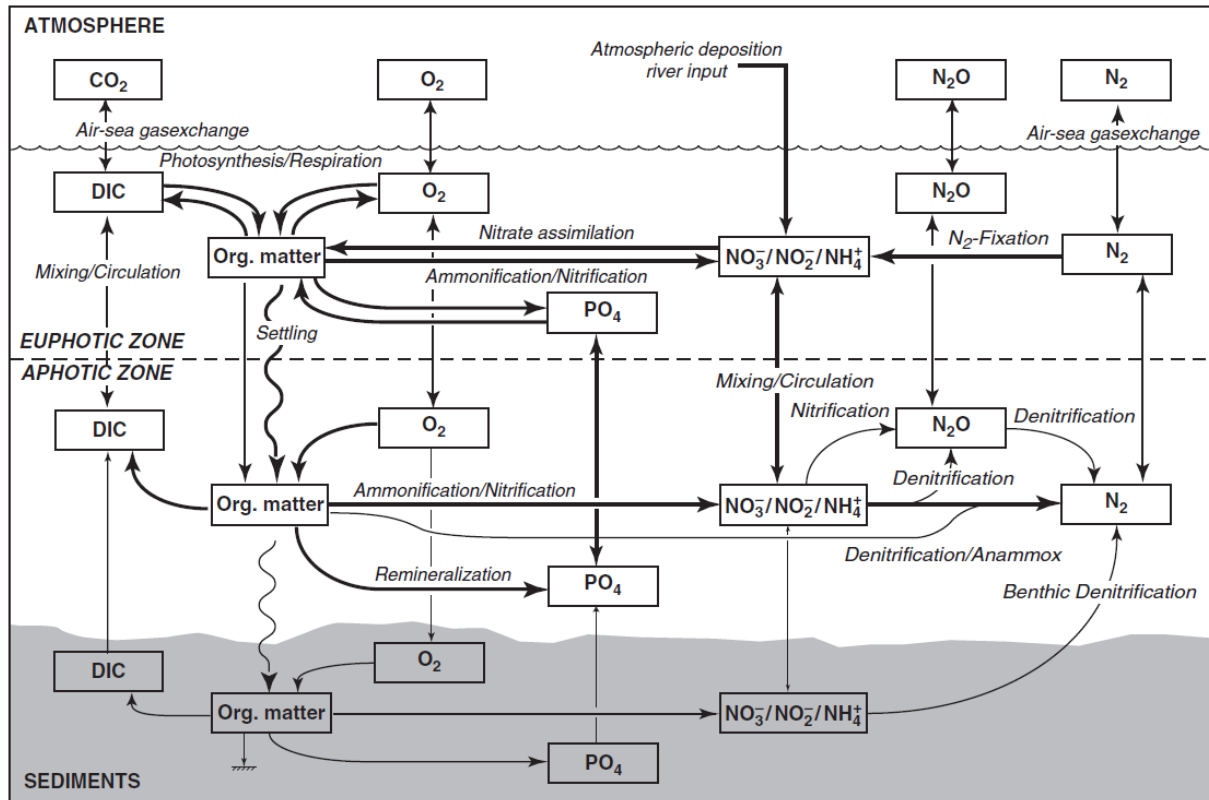 ATMOSPHERE
CO₂
O₂
Atmospheric deposition
river input
N₂O
N₂
Air-sea gasexchange
Air-sea gasexchange
Photosynthesis/Respiration
DIC
O₂
N₂O
Org. matter
Nitrate assimilation
NO₃⁻/NO₂⁻/NH₄⁺
N₂-Fixation
N₂
Mixing/Circulation
Ammonification/Nitrification
PO₄
Settling
EUPHOTIC ZONE
APHOTIC ZONE
Mixing/Circulation
DIC
O₂
Nitrification
N₂O
Denitrification
Org. matter
Ammonification/Nitrification
NO₃⁻/NO₂⁻/NH₄⁺
Denitrification
N₂
Denitrification/Anammox
Remineralization
PO₄
Benthic Denitrification
DIC
O₂
Org. matter
NO₃⁻/NO₂⁻/NH₄⁺
PO₄
SEDIMENTS